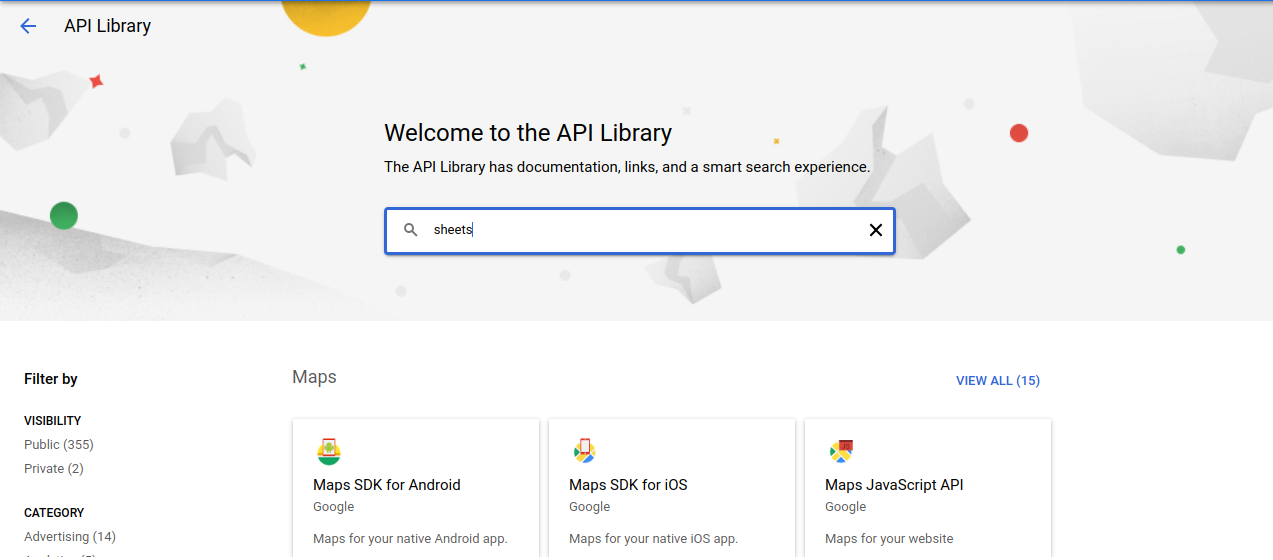 API Library
Welcome to the API Library
The API Library has documentation, links, and a smart search experience.
sheets
Filter by
VISIBILITY
Public (355)
Private (2)
CATEGORY
Advertising (14)
Maps
VIEW ALL (15)
Maps SDK for Android
Google
Maps for your native Android app.
Maps SDK for iOS
Google
Maps for your native iOS app.
Maps JavaScript API
Google
Maps for your website